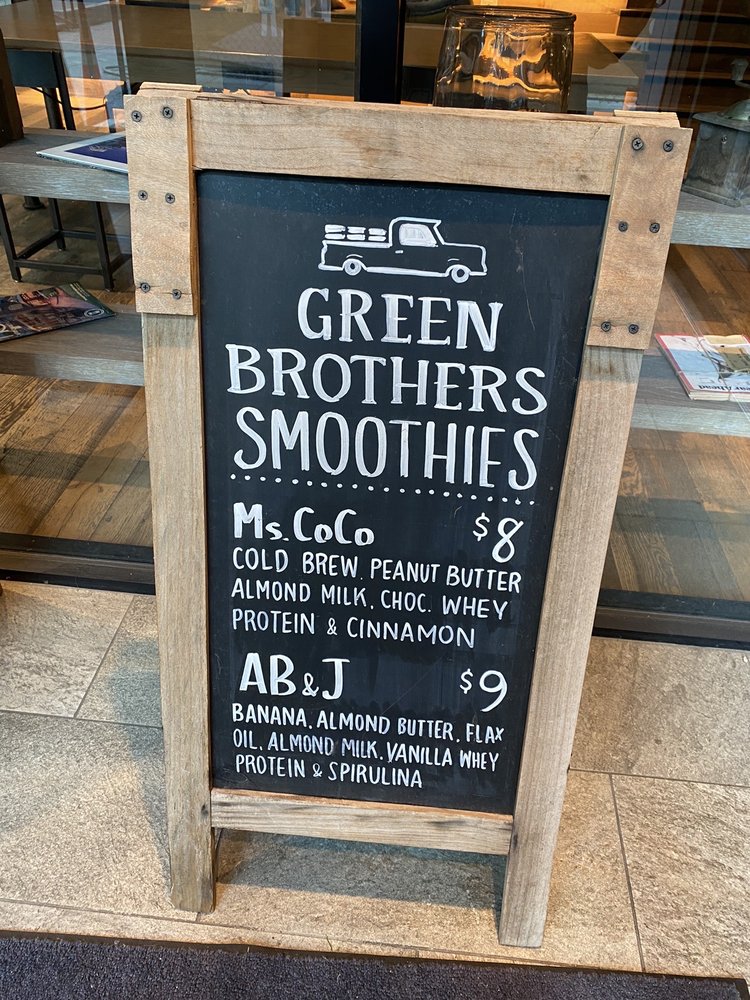 GREEN
BROTHERS
SMOOTHIES
Ms. CoCo $8
COLD BREW, PEANUT BUTTER
ALMOND MILK, CHOC. WHEY
PROTEIN & CINNAMON
AB&J $9
BANANA, ALMOND BUTTER, FLAX
OIL, ALMOND MILK, VANILLA WHEY
PROTEIN & SPIRULINA